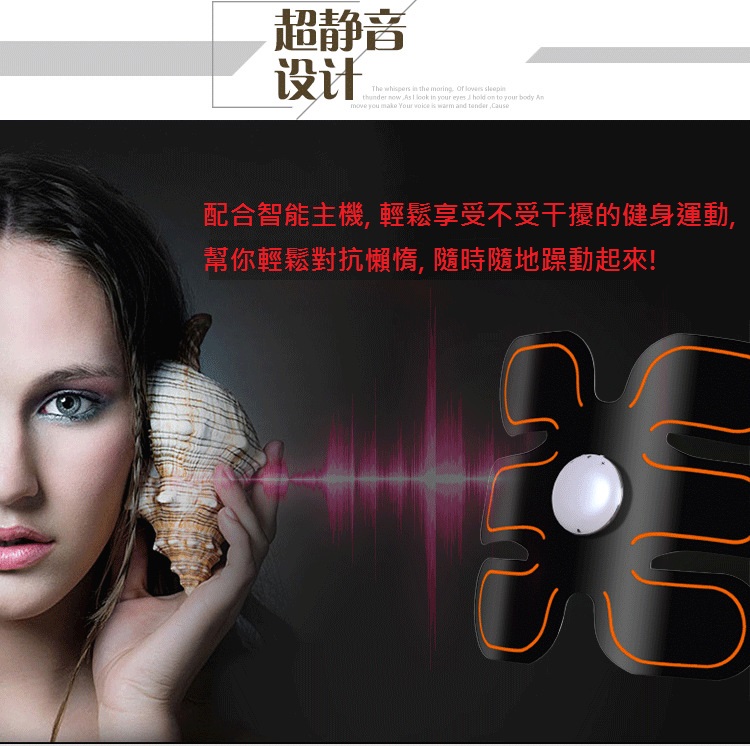 超静音
设计
The whispers in the morning. Of lovers sleepin
thunder now ,As I look in your eyes ,I hold on to your body An
move you make Your voice is warm and tender .Cause
配合智能主機, 輕鬆享受不受干擾的健身運動,
幫你輕鬆對抗懶惰, 隨時隨地躁動起來!